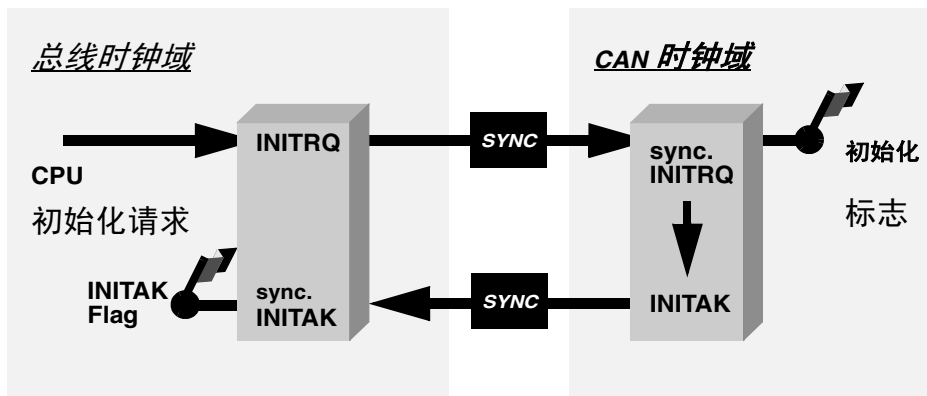 总线时钟域
CAN 时钟域
INITRQ
SYNC
sync.
INITRQ
初始化
标志
CPU
初始化请求
INITAK
Flag
sync.
INITAK
SYNC
INITAK